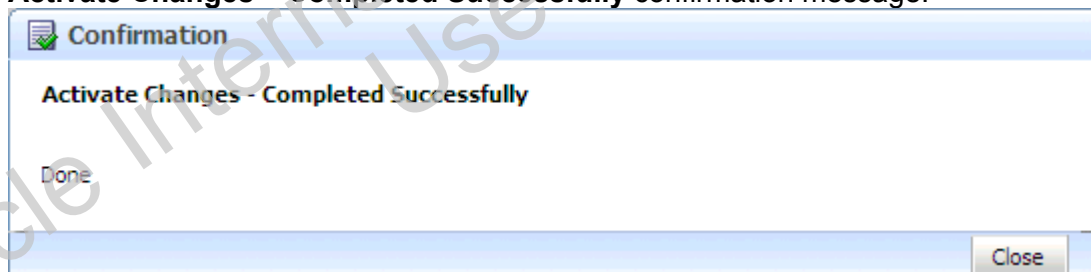 Activate Changes - Completed Successfully confirmation message.
Confirmation
Activate Changes - Completed Successfully
Done
Close